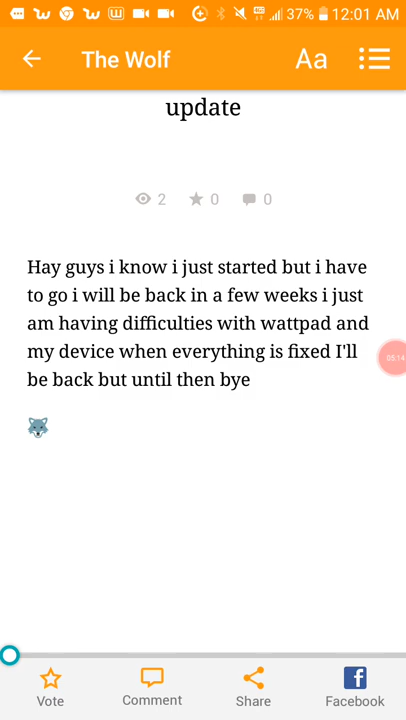 37% 12:01 AM
The Wolf Aa
update
2 0 0
Hay guys i know i just started but i have
to go i will be back in a few weeks i just
am having difficulties with wattpad and
my device when everything is fixed I'll
be back but until then bye
05:14
Vote Comment Share Facebook